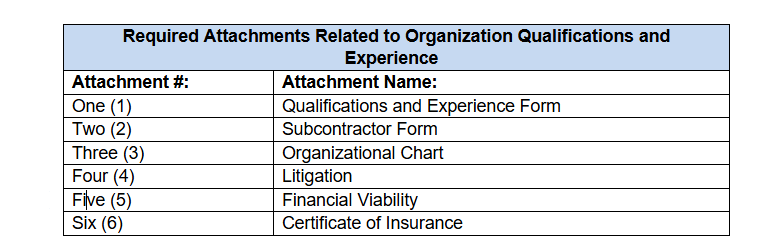 Required Attachments Related to Organization Qualifications and
Experience
Attachment #: Attachment Name:
One (1) Qualifications and Experience Form
Two (2) Subcontractor Form
Three (3) Organizational Chart
Four (4) Litigation
Five (5) Financial Viability
Six (6) Certificate of Insurance